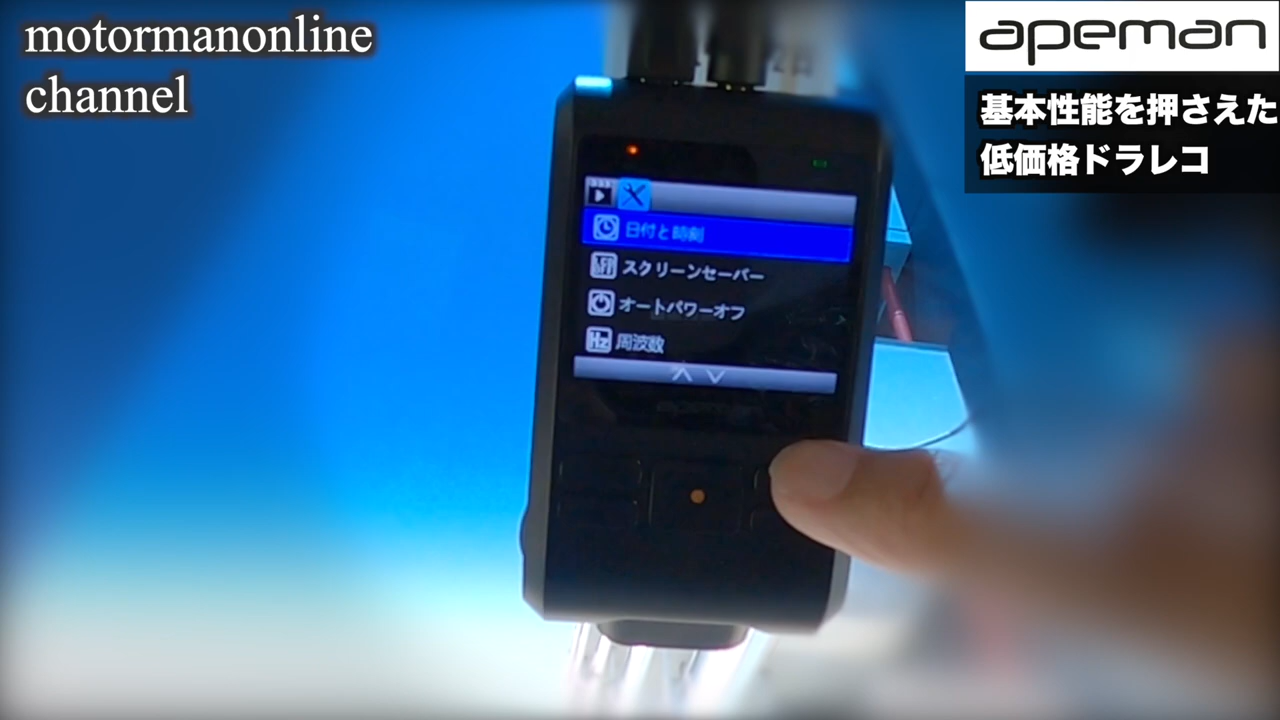 motormanonline
channel
apeman
基本性能を押さえた
低価格ドラレコ
日付と時刻
スクリーンセーバー
オートパワーオフ
Hz 周波数